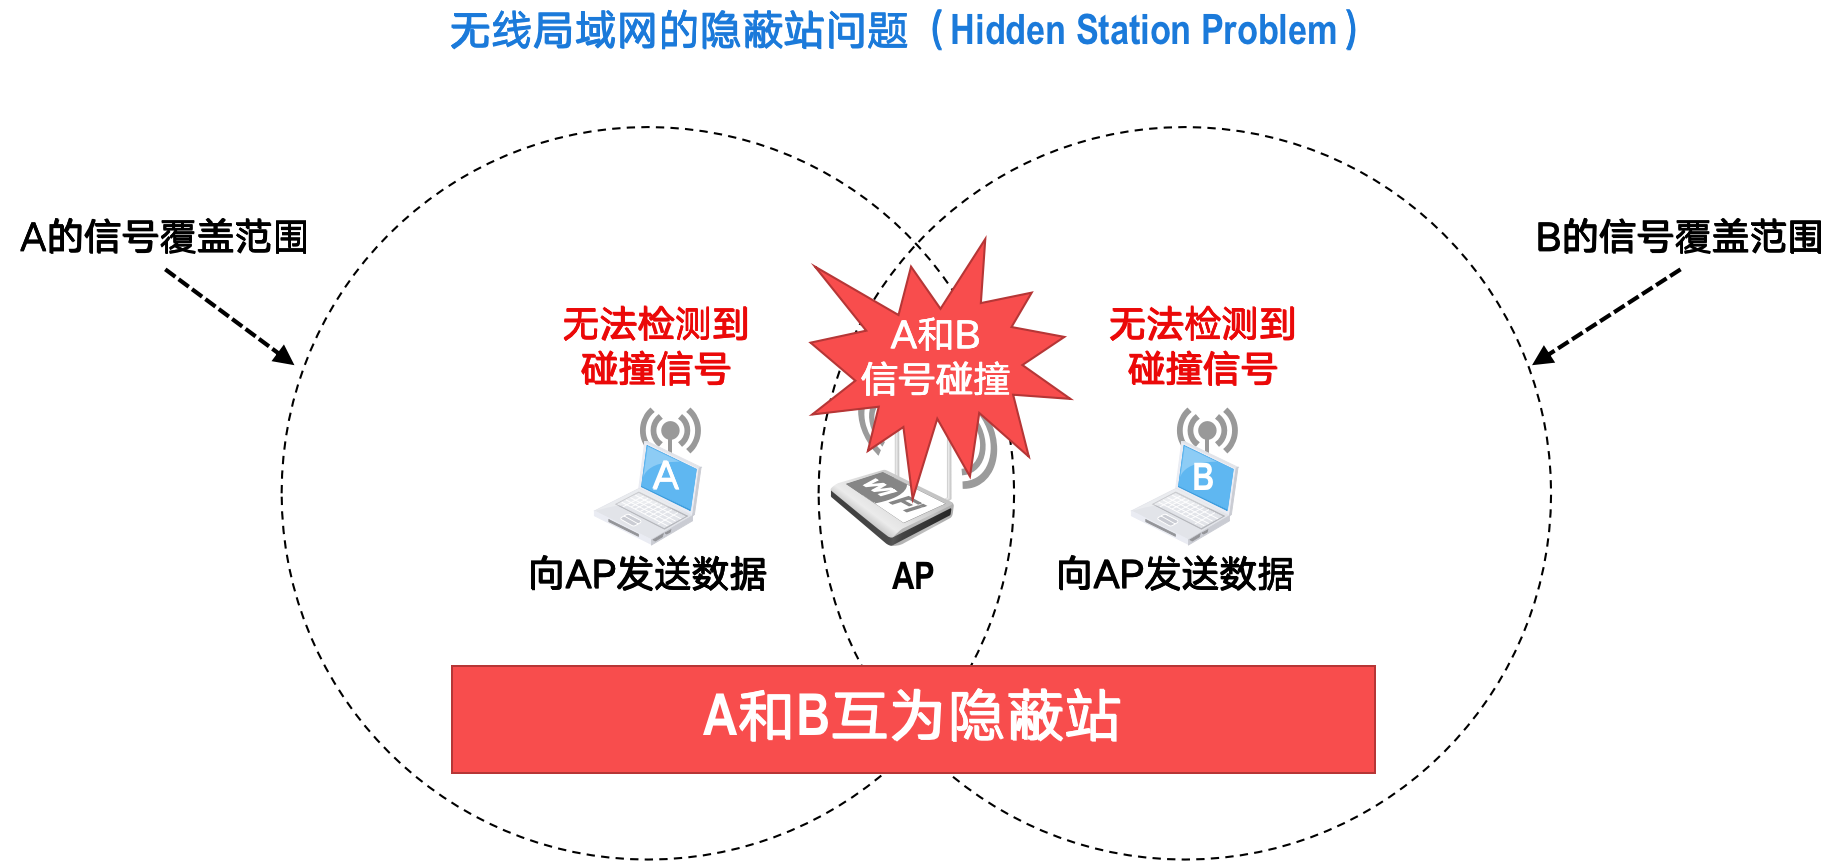 无线局域网的隐蔽站问题（Hidden Station Problem）
A的信号覆盖范围
B的信号覆盖范围
无法检测到
碰撞信号
A和B
信号碰撞
无法检测到
碰撞信号
A
WiFi
B
向AP发送数据
AP
向AP发送数据
A和B互为隐蔽站